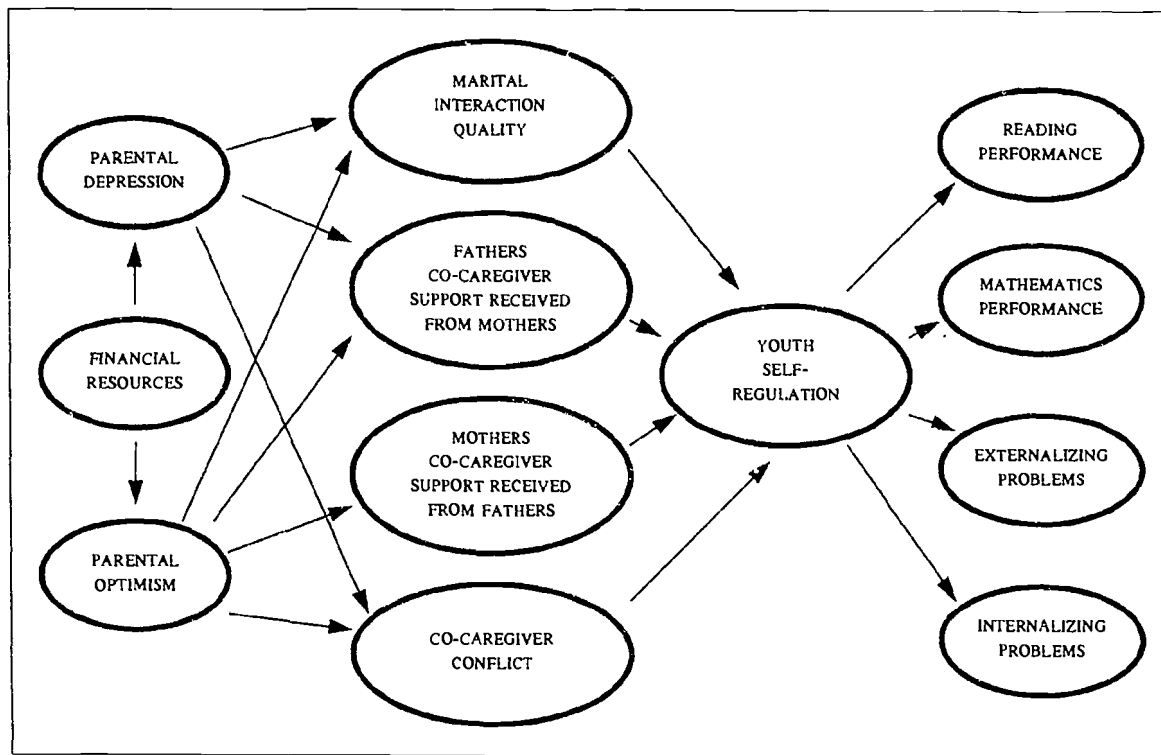 MARITAL
INTERACTION
QUALITY
READING
PERFORMANCE
PARENTAL
DEPRESSION
FATHERS
CO-CAREGIVER
SUPPORT RECEIVED
FROM MOTHERS
MATHEMATICS
PERFORMANCE
FINANCIAL
RESOURCES
YOUTH
SELF-
REGULATION
MOTHERS
CO-CAREGIVER
SUPPORT RECEIVED
FROM FATHERS
EXTERNALIZING
PROBLEMS
PARENTAL
OPTIMISM
CO-CAREGIVER
CONFLICT
INTERNALIZING
PROBLEMS